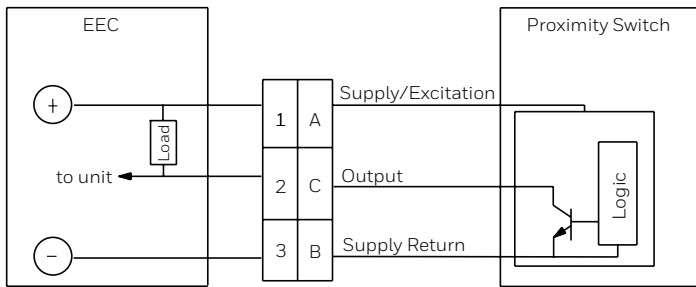 EEC
Proximity Switch
+
Supply/Excitation
1 A
Load
to unit
2 C
Output
Logic
−
3 B
Supply Return